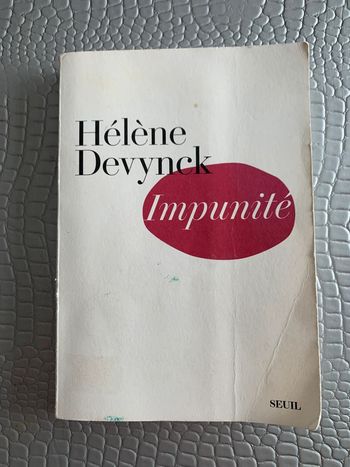 Hélène
Devynck
Impunité
SEUIL